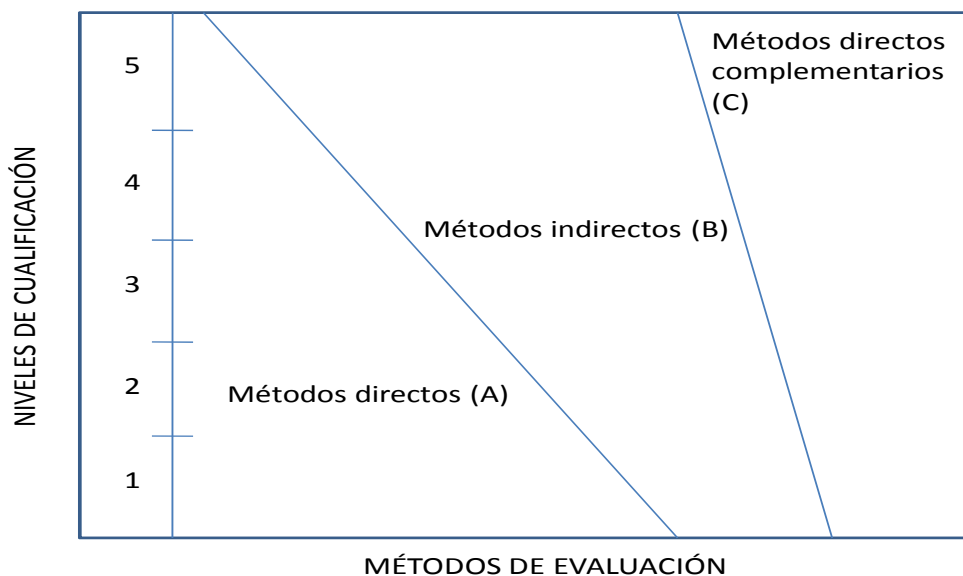 NIVELES DE CUALIFICACIÓN
5
4
3
2
1
Métodos directos
complementarios
(C)
Métodos indirectos (B)
Métodos directos (A)
MÉTODOS DE EVALUACIÓN